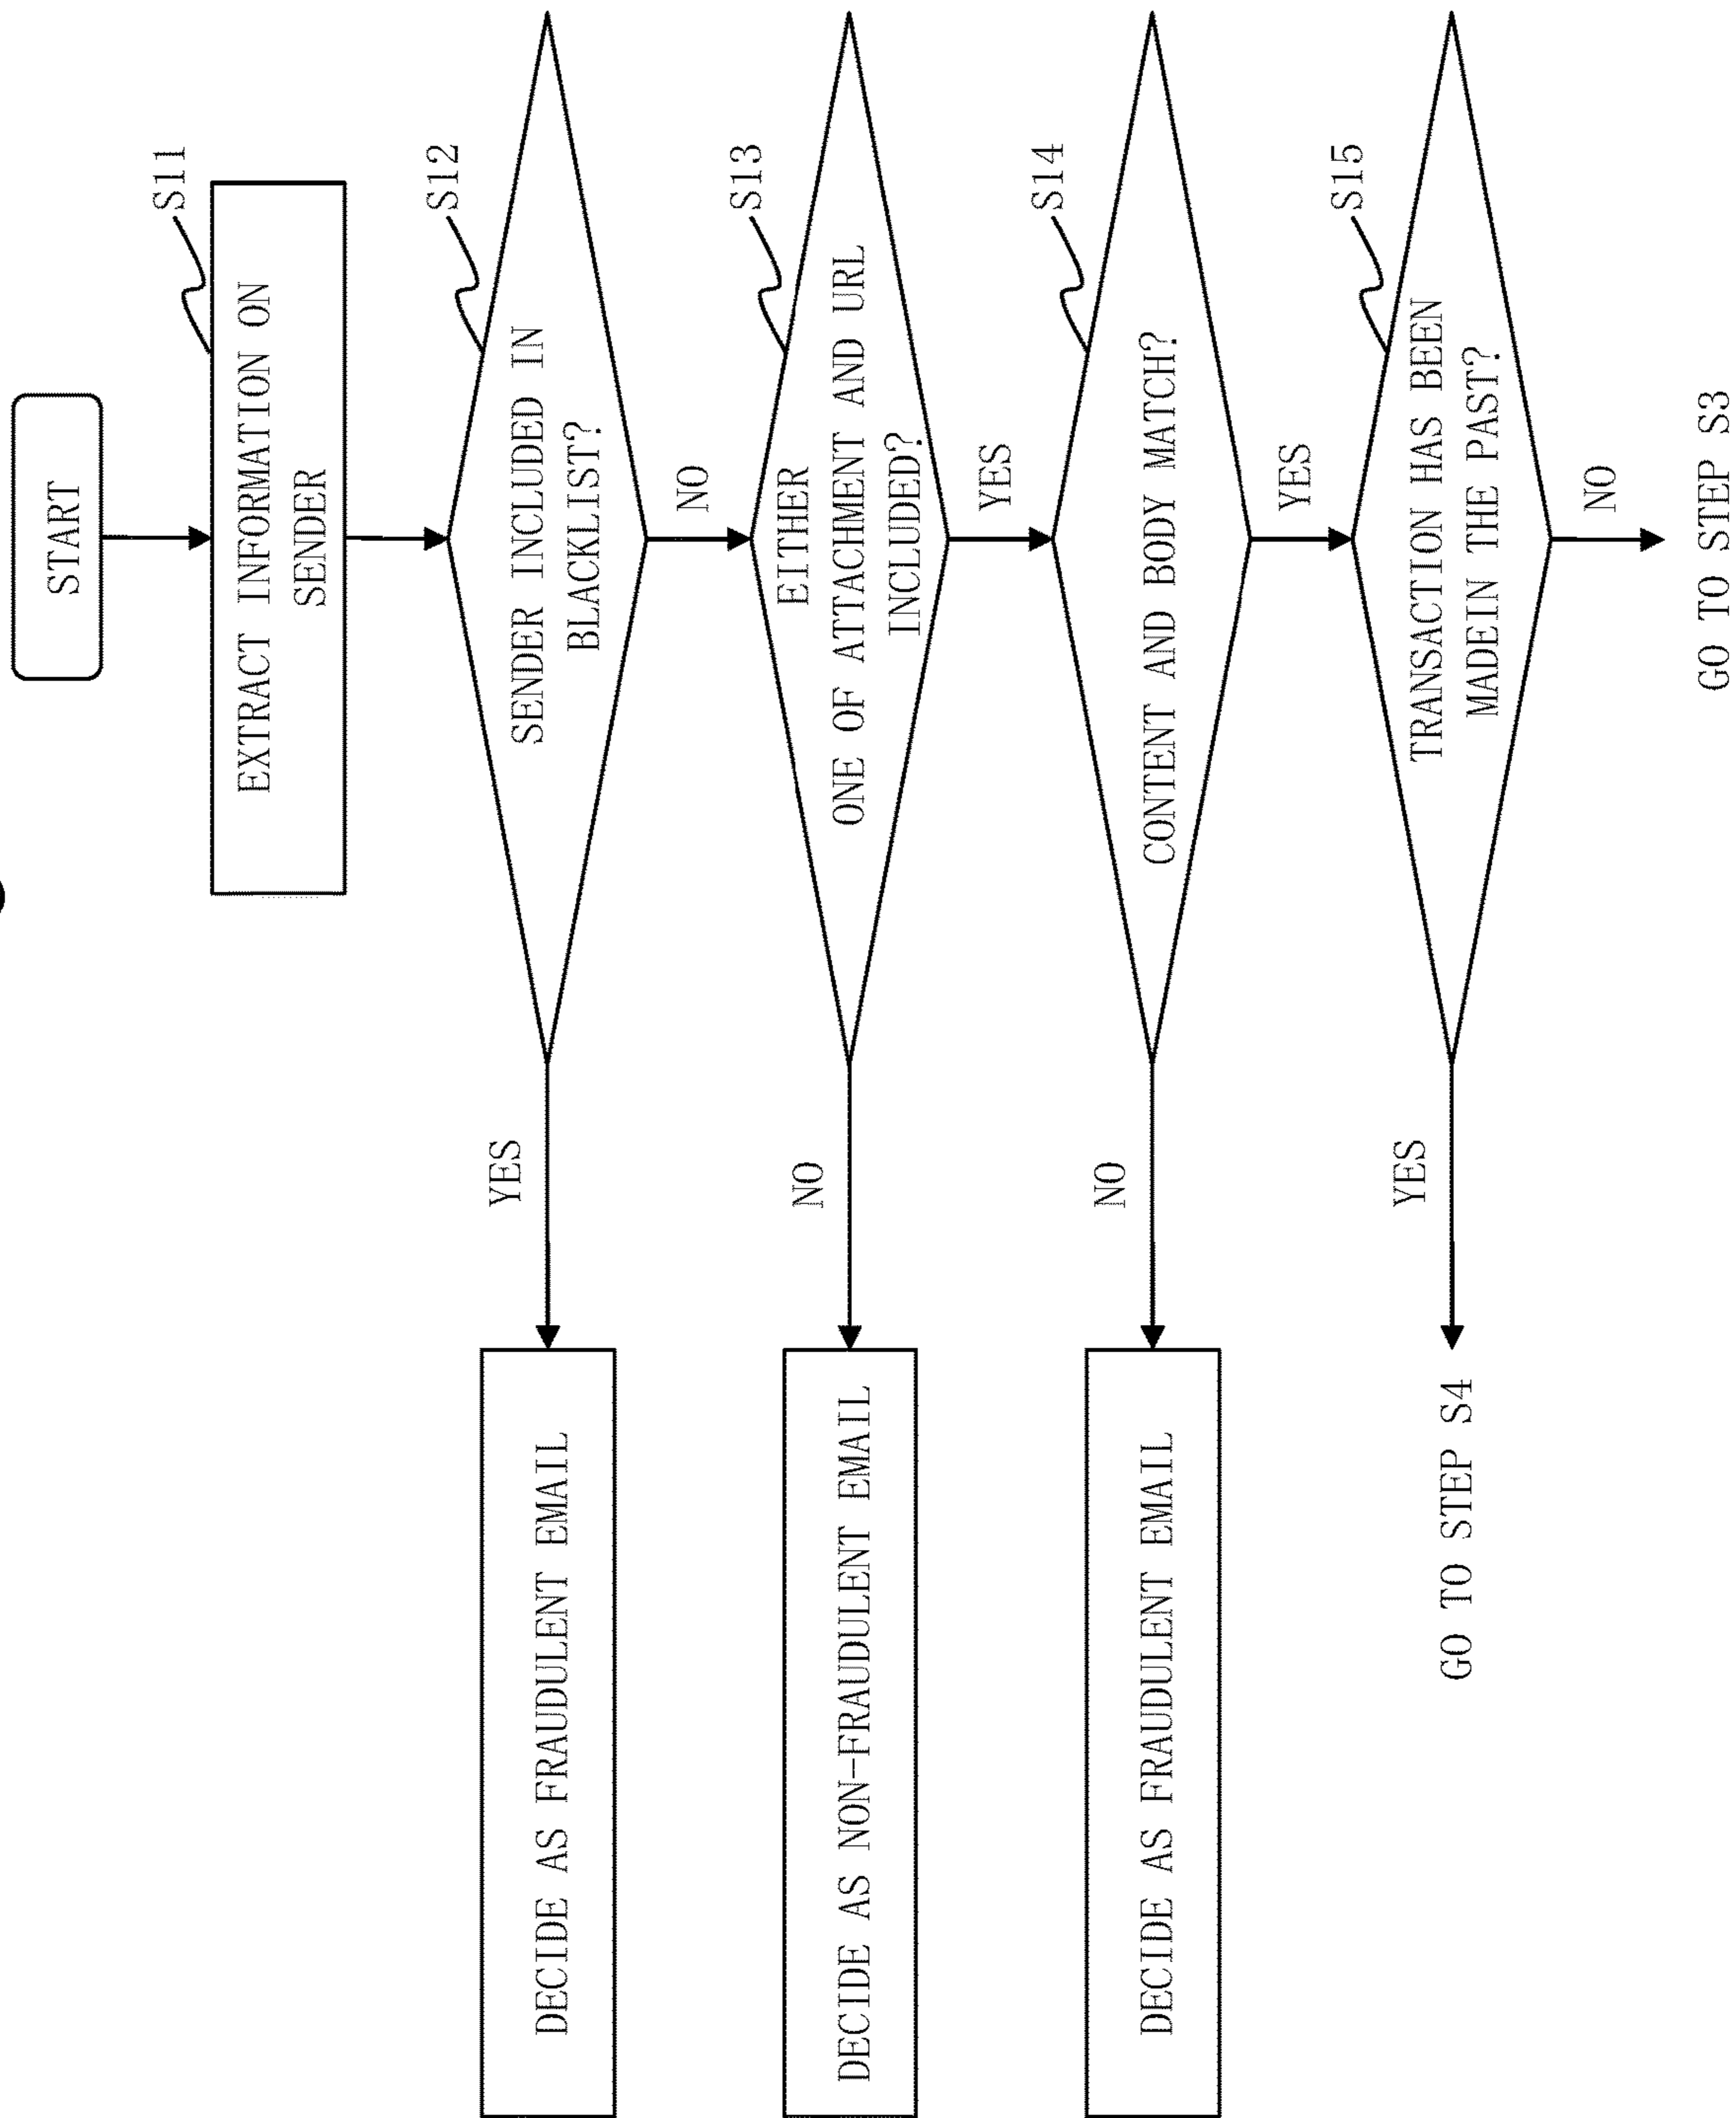 START
S11
EXTRACT INFORMATION ON
SENDER
S12
SENDER INCLUDED IN
BLACKLIST?
YES
DECIDE AS FRAUDULENT EMAIL
NO
S13
EITHER
ONE OF ATTACHMENT AND URL
INCLUDED?
NO
DECIDE AS NON-FRAUDULENT EMAIL
YES
S14
CONTENT AND BODY MATCH?
NO
DECIDE AS FRAUDULENT EMAIL
YES
S15
TRANSACTION HAS BEEN
MADEIN THE PAST?
YES
GO TO STEP S4
NO
GO TO STEP S3